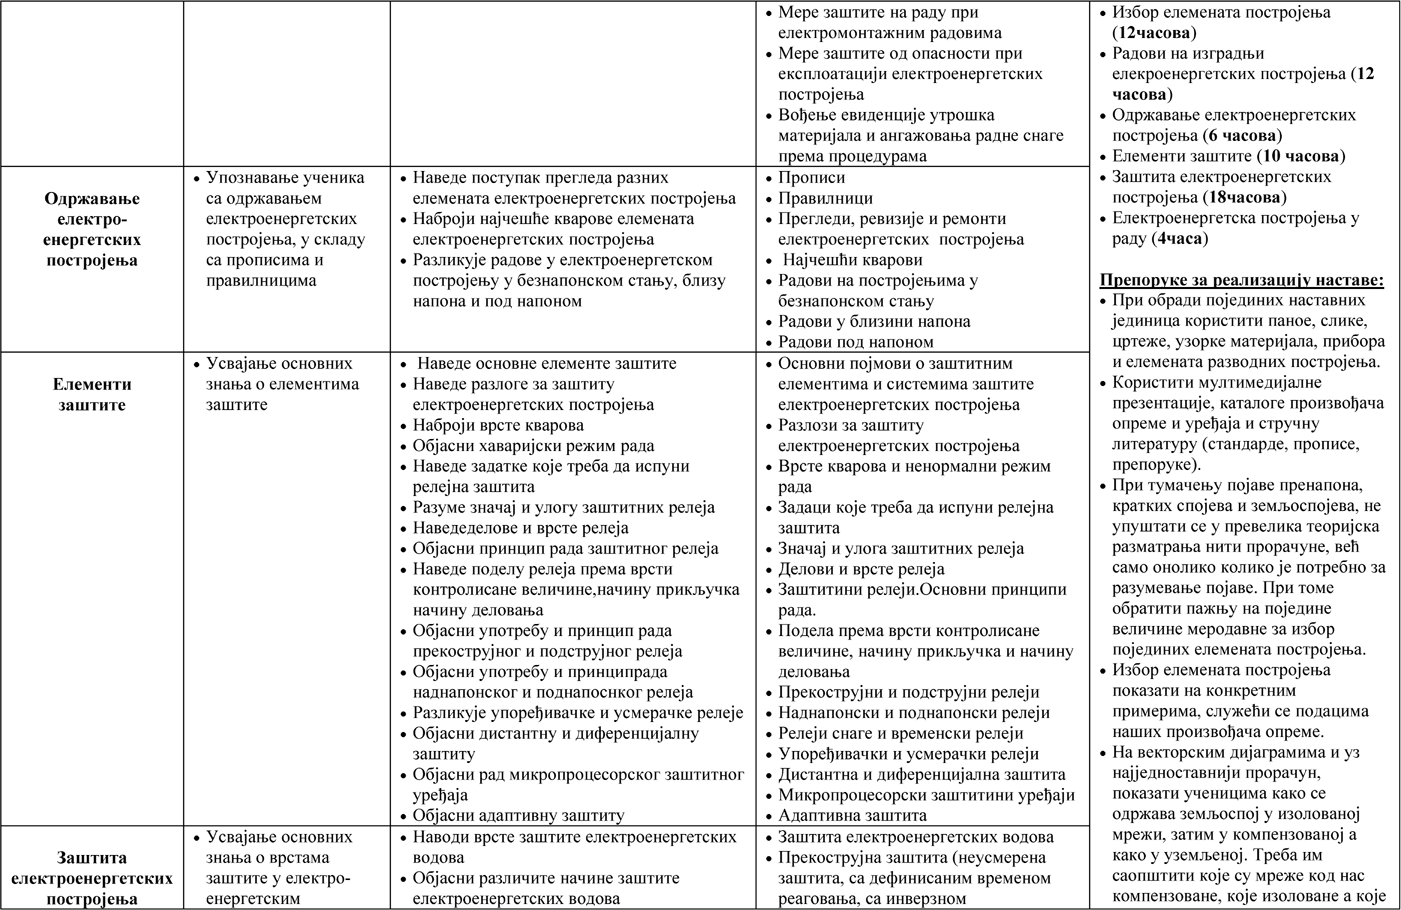 • Мере заштите на раду при
електромонтажним радовима
• Мере заштите од опасности при
експлоатацији електроенергетских
постројења
• Вођење евиденције утрошка
материјала и ангажовања радне снаге
према процедурама
Одржавање
електро-
енергетских
постројења
• Упознавање ученика
са одржавањем
електроенергетских
постројења, у складу
са прописима и
правилницима
• Наведе поступак прегледа разних
елемената електроенергетских постројења
• Наброји најчешће кварове елемената
електроенергетских постројења
• Разликује радове у електроенергетском
постројењу у безнапонском стању, близу
напона и под напоном
• Прописи
• Правилници
• Прегледи, ревизије и ремонти
електроенергетских постројења
• Најчешћи кварови
• Радови на постројењима у
безнапонском стању
• Радови у близини напона
• Радови под напоном
Елементи
заштите
• Усвајање основних
знања о елементима
заштите
• Наведе основне елементе заштите
• Наведе разлоге за заштиту
електроенергетских постројења
• Наброји врсте кварова
• Објасни хаваријски режим рада
• Наведе задатке које треба да испуни
релејна заштита
• Разуме значај и улогу заштитних релеја
• Наведеделове и врсте релеја
• Објасни принцип рада заштитног релеја
• Наведе поделу релеја према врсти
контролисане величине,начину прикључка
начину деловања
• Објасни употребу и принцип рада
прекострујног и подструјног релеја
• Објасни употребу и принципрада
наднапонског и поднапоснког релеја
• Разликује упоређивачке и усмерачке релеје
• Објасни дистантну и диференцијалну
заштиту
• Објасни рад микропроцесорског заштитног
уређаја
• Објасни адаптивну заштиту
• Основни појмови о заштитним
елементима и системима заштите
електроенергетских постројења
• Разлози за заштиту
електроенергетских постројења
• Врсте кварова и ненормални режим
рада
• Задаци које треба да испуни релејна
заштита
• Значај и улога заштитних релеја
• Делови и врсте релеја
• Заштитини релеји.Основни принципи
рада.
• Подела према врсти контролисане
величине, начину прикључка и начину
деловања
• Прекострујни и подструјни релеји
• Наднапонски и поднапонски релеји
• Релеји снаге и временски релеји
• Упоређивачки и усмерачки релеји
• Дистантна и диференцијална заштита
• Микропроцесорски заштитини уређаји
• Адаптивна заштита
Заштита
електроенергетских
постројења
• Усвајање основних
знања о врстама
заштите у електро-
енергетским
• Наводи врсте заштите електроенергетских
водова
• Објасни различите начине заштите
електроенергетских водова
• Заштита електроенергетских водова
• Прекострујна заштита (неусмерена
заштита, са дефинисаним временом
реаговања, са инверзном
• Избор елемената постројења
(12часова)
• Радови на изградњи
елекроенергетских постројења (12
часова)
• Одржавање електроенергетских
постројења (6 часова)
• Елементи заштите (10 часова)
• Заштита електроенергетских
постројења (18часова)
• Електроенергетска постројења у
раду (4часа)
Препоруке за реализацију наставе:
• При обради појединих наставних
јединица користити паное, слике,
цртеже, узорке материјала, прибора
и елемената разводних постројења.
• Користити мултимедијалне
презентације, каталоге произвођача
опреме и уређаја и стручну
литературу (стандарде, прописе,
препоруке).
• При тумачењу појаве пренапона,
кратких спојева и земљоспојева, не
упуштати се у превелика теоријска
разматрања нити прорачуне, већ
само онолико колико је потребно за
разумевање појаве. При томе
обратити пажњу на поједине
величине меродавне за избор
појединих елемената постројења.
• Избор елемената постројења
показати на конкретним
примерима, служећи се подацима
наших произвођача опреме.
• На векторским дијаграмима и уз
најједноставнији прорачун,
показати ученицима како се
одржава земљоспој у изолованој
мрежи, затим у компензованој а
како у уземљеној. Треба им
саопштити које су мреже код нас
компензоване, које изоловане а које